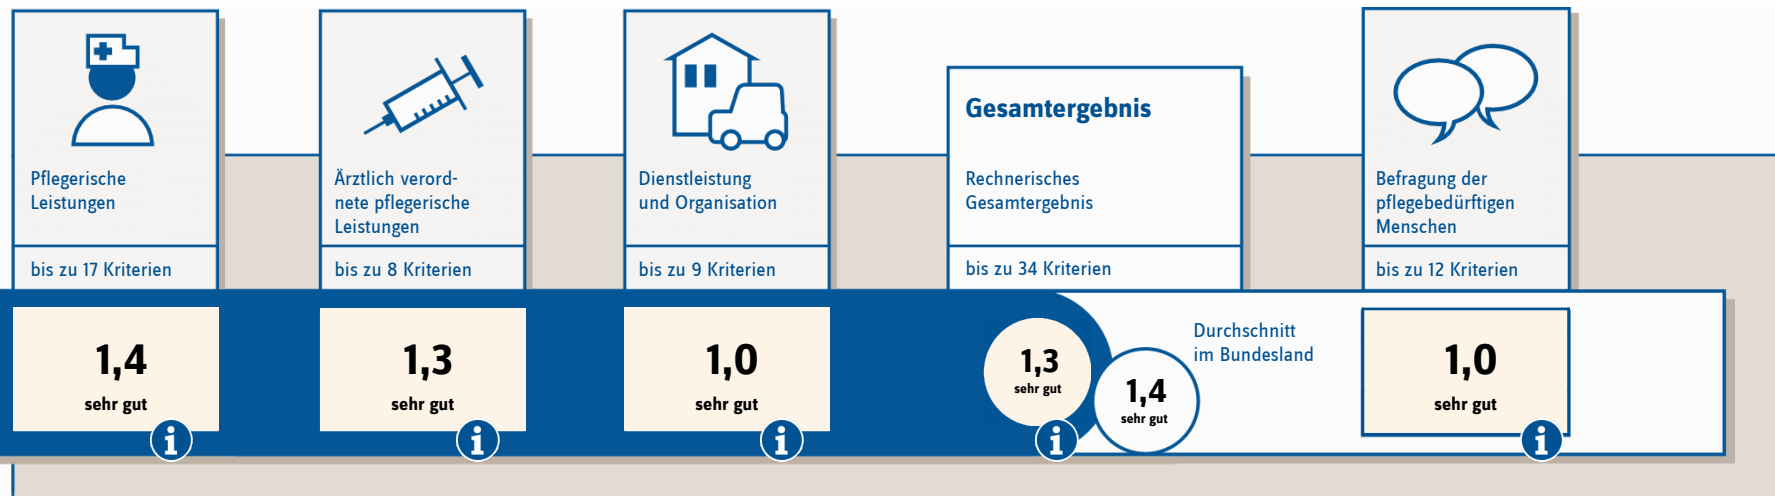 Pflegerische
Leistungen
bis zu 17 Kriterien
1,4
sehr gut
i
Ärztlich verord-
nete pflegerische
Leistungen
bis zu 8 Kriterien
1,3
sehr gut
i
Dienstleistung
und Organisation
bis zu 9 Kriterien
1,0
sehr gut
i
Gesamtergebnis
Rechnerisches
Gesamtergebnis
bis zu 34 Kriterien
1,3
sehr gut
i
1,4
sehr gut
Durchschnitt
im Bundesland
Befragung der
pflegebedürftigen
Menschen
bis zu 12 Kriterien
1,0
sehr gut
i